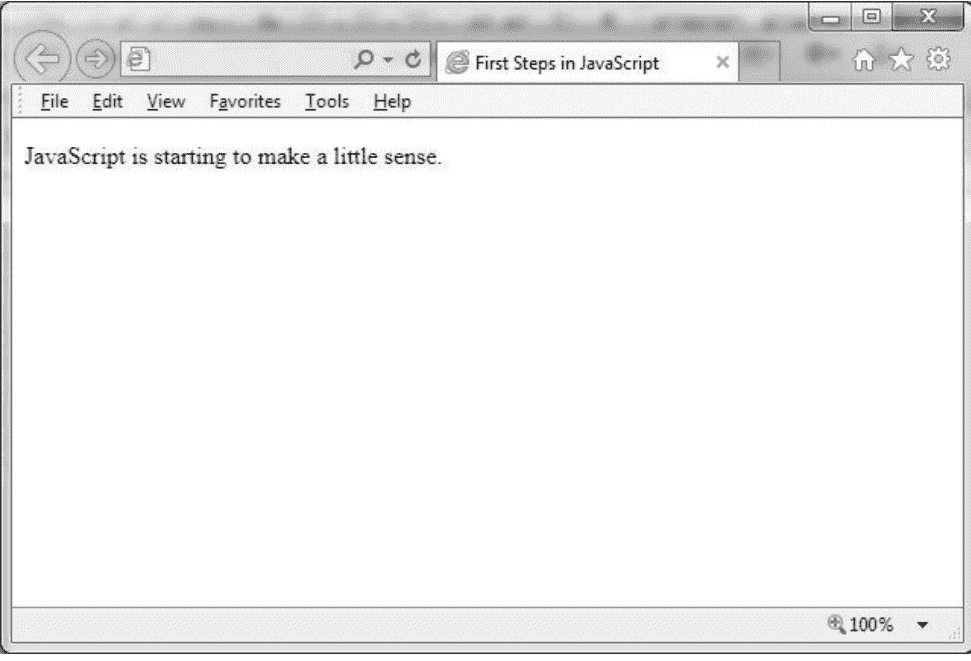 First Steps in JavaScript
File Edit View Favorites Tools Help
JavaScript is starting to make a little sense.
100%